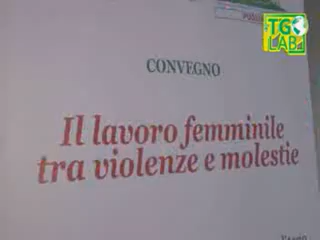 TG
LAB
CONVEGNO
Il lavoro femminile
tra violenze e molestie